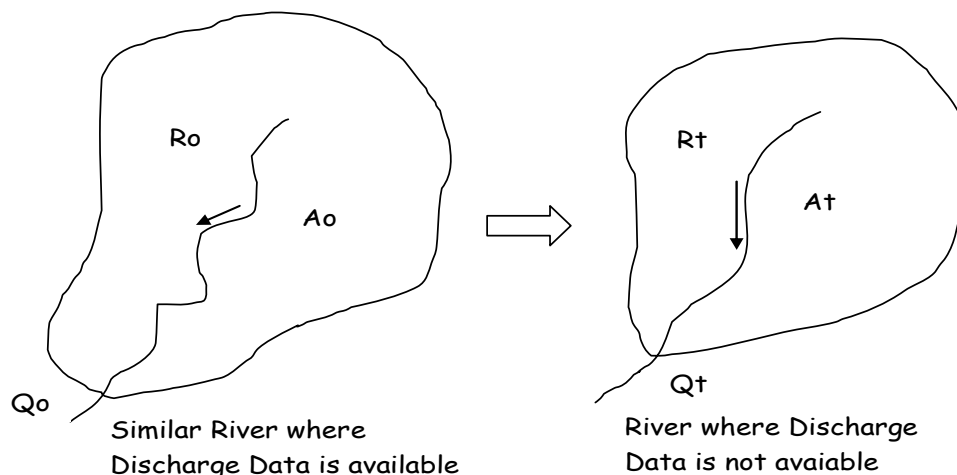 Ro
Ao
Qo
Similar River where
Discharge Data is available
Rt
At
Qt
River where Discharge
Data is not avaiable